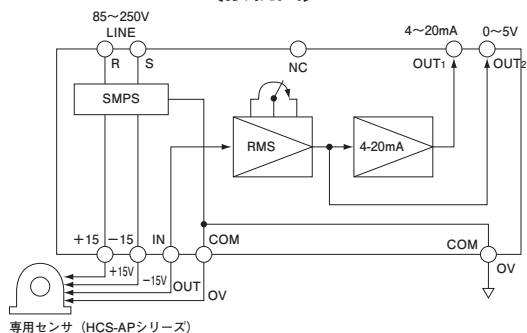 85～250V
LINE
R
S
NC
4～20mA
OUT1
0～5V
OUT2
SMPS
RMS
4-20mA
+15
-15
IN
COM
COM
OV
+15V
-15V
OUT
OV
専用センサ（HCS-APシリーズ）